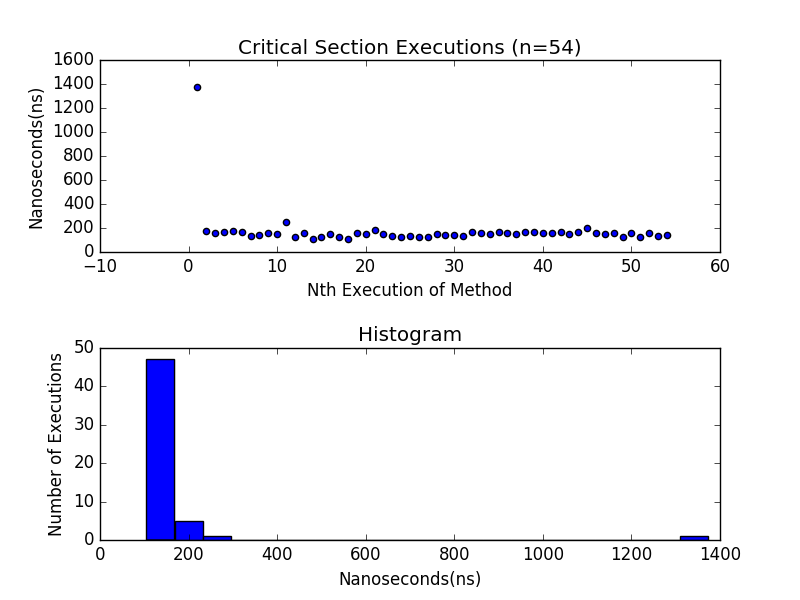 Critical Section Executions (n=54)
1600
1400
1200
1000
800
600
400
200
0
Nanoseconds(ns)
−10 0 10 20 30 40 50 60
Nth Execution of Method
Histogram
50
40
30
20
10
0
Number of Executions
0 200 400 600 800 1000 1200 1400
Nanoseconds(ns)